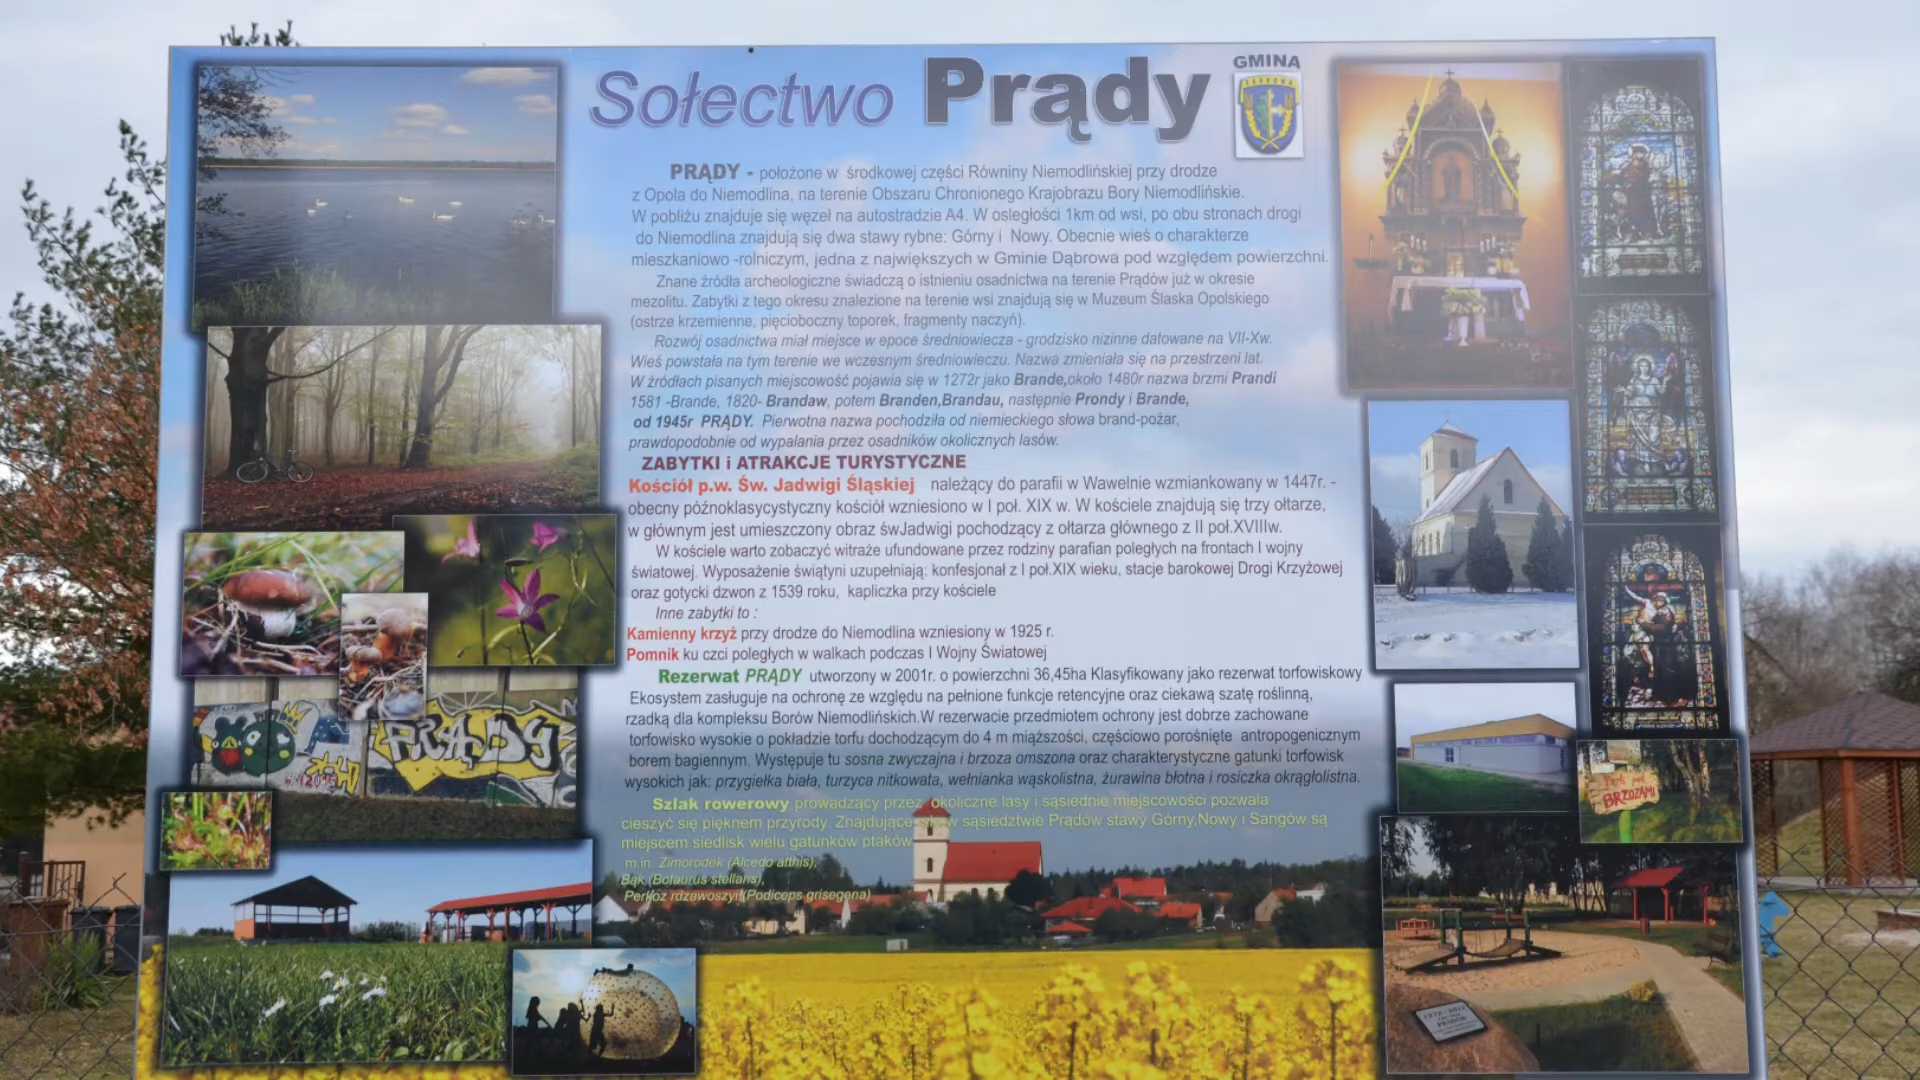 Sołectwo Prądy
GMINA
DĄBROWA
PRĄDY - położone w środkowej części Równiny Niemodlińskiej przy drodze
z Opola do Niemodlina, na terenie Obszaru Chronionego Krajobrazu Bory Niemodlińskie.
W pobliżu znajduje się węzeł na autostradzie A4. W osległości 1km od wsi, po obu stronach drogi
do Niemodlina znajdują się dwa stawy rybne: Górny i Nowy. Obecnie wieś o charakterze
mieszkaniowo -rolniczym, jedna z największych w Gminie Dąbrowa pod względem powierzchni.
Znane źródła archeologiczne świadczą o istnieniu osadnictwa na terenie Prądów już w okresie
mezolitu. Zabytki z tego okresu znalezione na terenie wsi znajdują się w Muzeum Ślaska Opolskiego
(ostrze krzemienne, pięcioboczny toporek, fragmenty naczyń).
Rozwój osadnictwa miał miejsce w epoce średniowiecza - grodzisko nizinne datowane na VII-Xw.
Wieś powstała na tym terenie we wczesnym średniowieczu. Nazwa zmieniała się na przestrzeni lat.
W źródłach pisanych miejscowość pojawia się w 1272r jako Brande,około 1480r nazwa brzmi Prandi
1581 -Brande, 1820- Brandaw, potem Branden,Brandau, następnie Prondy i Brande,
od 1945r PRĄDY. Pierwotna nazwa pochodziła od niemieckiego słowa brand-pożar,
prawdopodobnie od wypalania przez osadników okolicznych lasów.
ZABYTKI i ATRAKCJE TURYSTYCZNE
Kościół p.w. Św. Jadwigi Śląskiej należący do parafii w Wawelnie wzmiankowany w 1447r. -
obecny późnoklasycystyczny kościół wzniesiono w I poł. XIX w. W kościele znajdują się trzy ołtarze,
w głównym jest umieszczony obraz śwJadwigi pochodzący z ołtarza głównego z II poł.XVIIIw.
W kościele warto zobaczyć witraże ufundowane przez rodziny parafian poległych na frontach I wojny
światowej. Wyposażenie świątyni uzupełniają: konfesjonał z I poł.XIX wieku, stacje barokowej Drogi Krzyżowej
oraz gotycki dzwon z 1539 roku, kapliczka przy kościele
Inne zabytki to :
Kamienny krzyż przy drodze do Niemodlina wzniesiony w 1925 r.
Pomnik ku czci poległych w walkach podczas I Wojny Światowej
Rezerwat PRĄDY utworzony w 2001r. o powierzchni 36,45ha Klasyfikowany jako rezerwat torfowiskowy
Ekosystem zasługuje na ochronę ze względu na pełnione funkcje retencyjne oraz ciekawą szatę roślinną,
rzadką dla kompleksu Borów Niemodlińskich.W rezerwacie przedmiotem ochrony jest dobrze zachowane
torfowisko wysokie o pokładzie torfu dochodzącym do 4 m miąższości, częściowo porośnięte antropogenicznym
borem bagiennym. Występuje tu sosna zwyczajna i brzoza omszona oraz charakterystyczne gatunki torfowisk
wysokich jak: przygiełka biała, turzyca nitkowata, wełnianka wąskolistna, żurawina błotna i rosiczka okrągłolistna.
Szlak rowerowy prowadzący przez okoliczne lasy i sąsiednie miejscowości pozwala
cieszyć się pięknem przyrody. Znajdujące się w sąsiedztwie Prądów stawy Górny,Nowy i Sangów są
miejscem siedlisk wielu gatunków ptaków
m.in. Zimorodek (Alcedo atthis),
Bąk (Botaurus stellaris),
Perkoz rdzawoszyi(Podiceps grisegena)
PRĄDY
Park pod
BRZOZAMI
1272 - 2012
PRĄDÓW